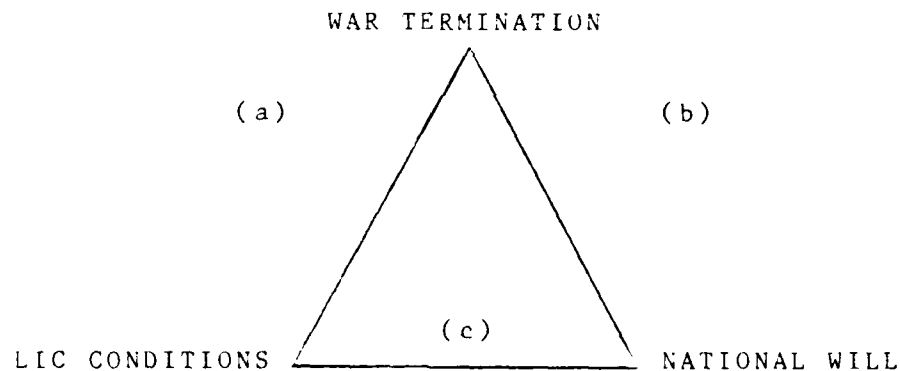 WAR TERMINATION
(a) (b)
(c)
LIC CONDITIONS NATIONAL WILL